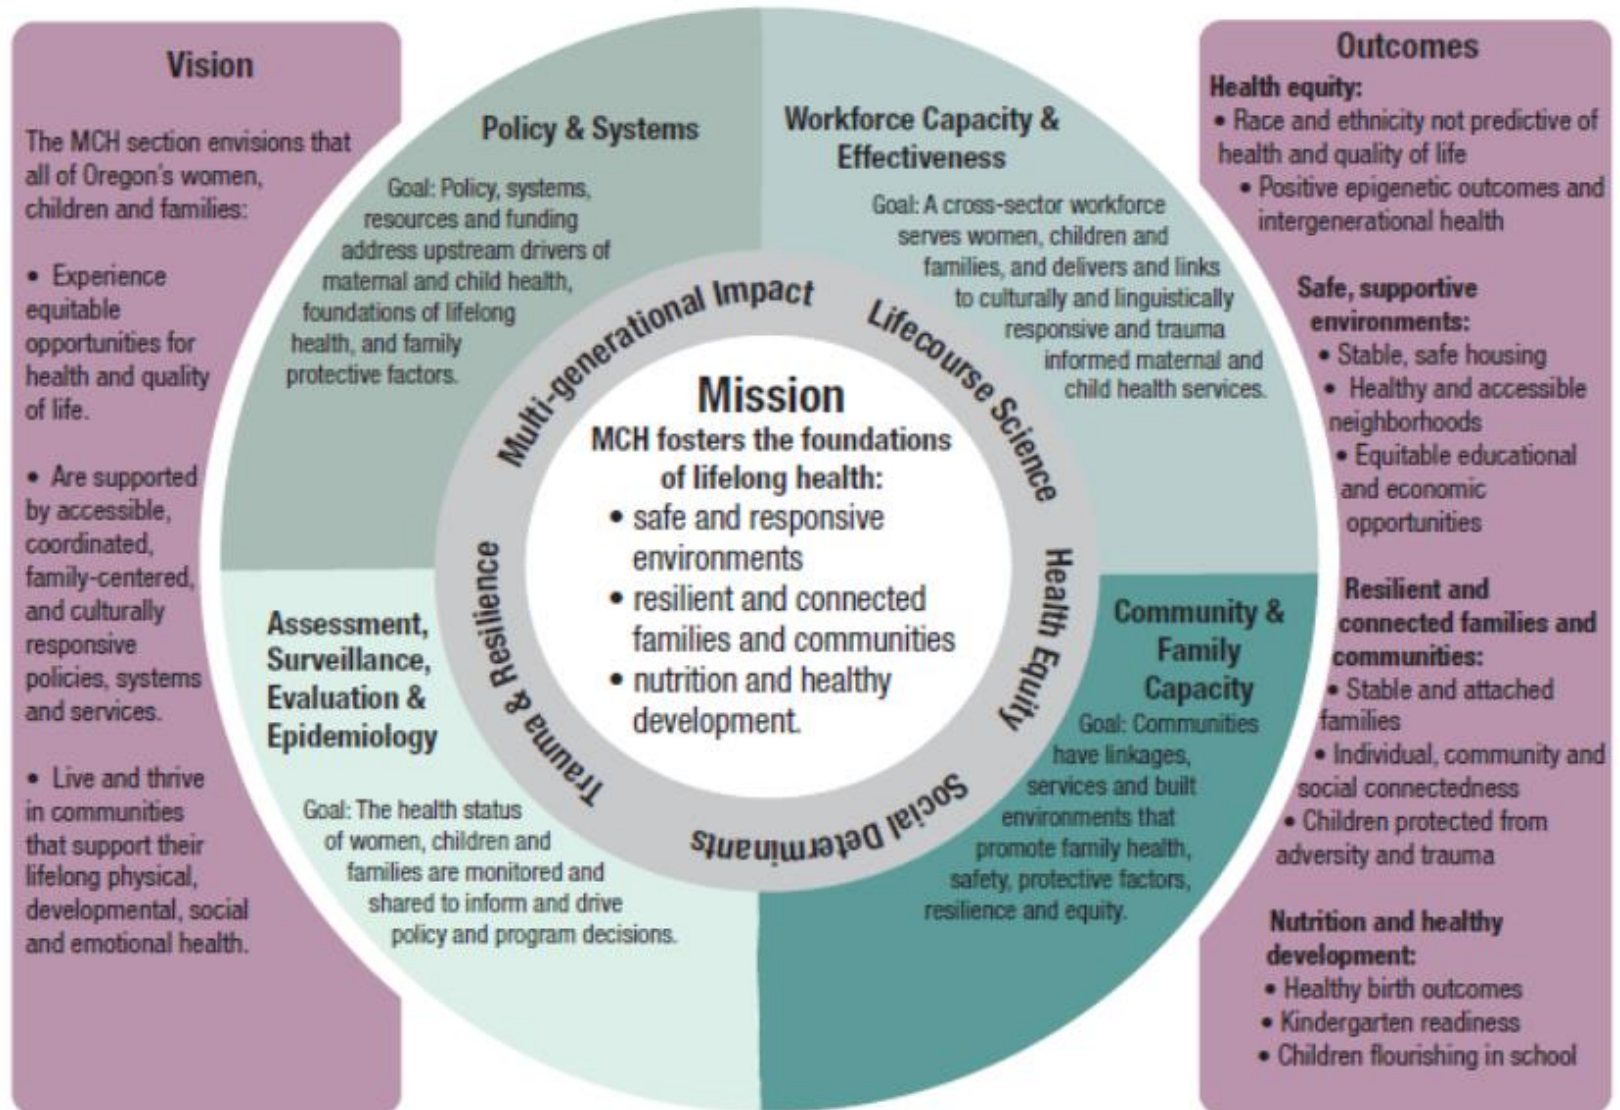 Vision
The MCH section envisions that
all of Oregon's women,
children and families:
• Experience
equitable
opportunities for
health and quality
of life.
• Are supported
by accessible,
coordinated,
family-centered,
and culturally
responsive
policies, systems
and services.
• Live and thrive
in communities
that support their
lifelong physical,
developmental, social
and emotional health.
Policy & Systems
Goal: Policy, systems,
resources and funding
address upstream drivers of
maternal and child health,
foundations of lifelong
health, and family
protective factors.
Workforce Capacity &
Effectiveness
Goal: A cross-sector workforce
serves women, children and
families, and delivers and links
to culturally and linguistically
responsive and trauma
informed maternal and
child health services.
Multi-generational Impact
Lifecourse Science
Health Equity
Social Determinants
Trauma & Resilience
Mission
MCH fosters the foundations
of lifelong health:
• safe and responsive
environments
• resilient and connected
families and communities
• nutrition and healthy
development.
Assessment,
Surveillance,
Evaluation &
Epidemiology
Goal: The health status
of women, children and
families are monitored and
shared to inform and drive
policy and program decisions.
Community &
Family
Capacity
Goal: Communities
have linkages,
services and built
environments that
promote family health,
safety, protective factors,
resilience and equity.
Outcomes
Health equity:
• Race and ethnicity not predictive of
health and quality of life
• Positive epigenetic outcomes and
intergenerational health
Safe, supportive
environments:
• Stable, safe housing
• Healthy and accessible
neighborhoods
• Equitable educational
and economic
opportunities
Resilient and
connected families and
communities:
• Stable and attached
families
• Individual, community and
social connectedness
• Children protected from
adversity and trauma
Nutrition and healthy
development:
• Healthy birth outcomes
• Kindergarten readiness
• Children flourishing in school